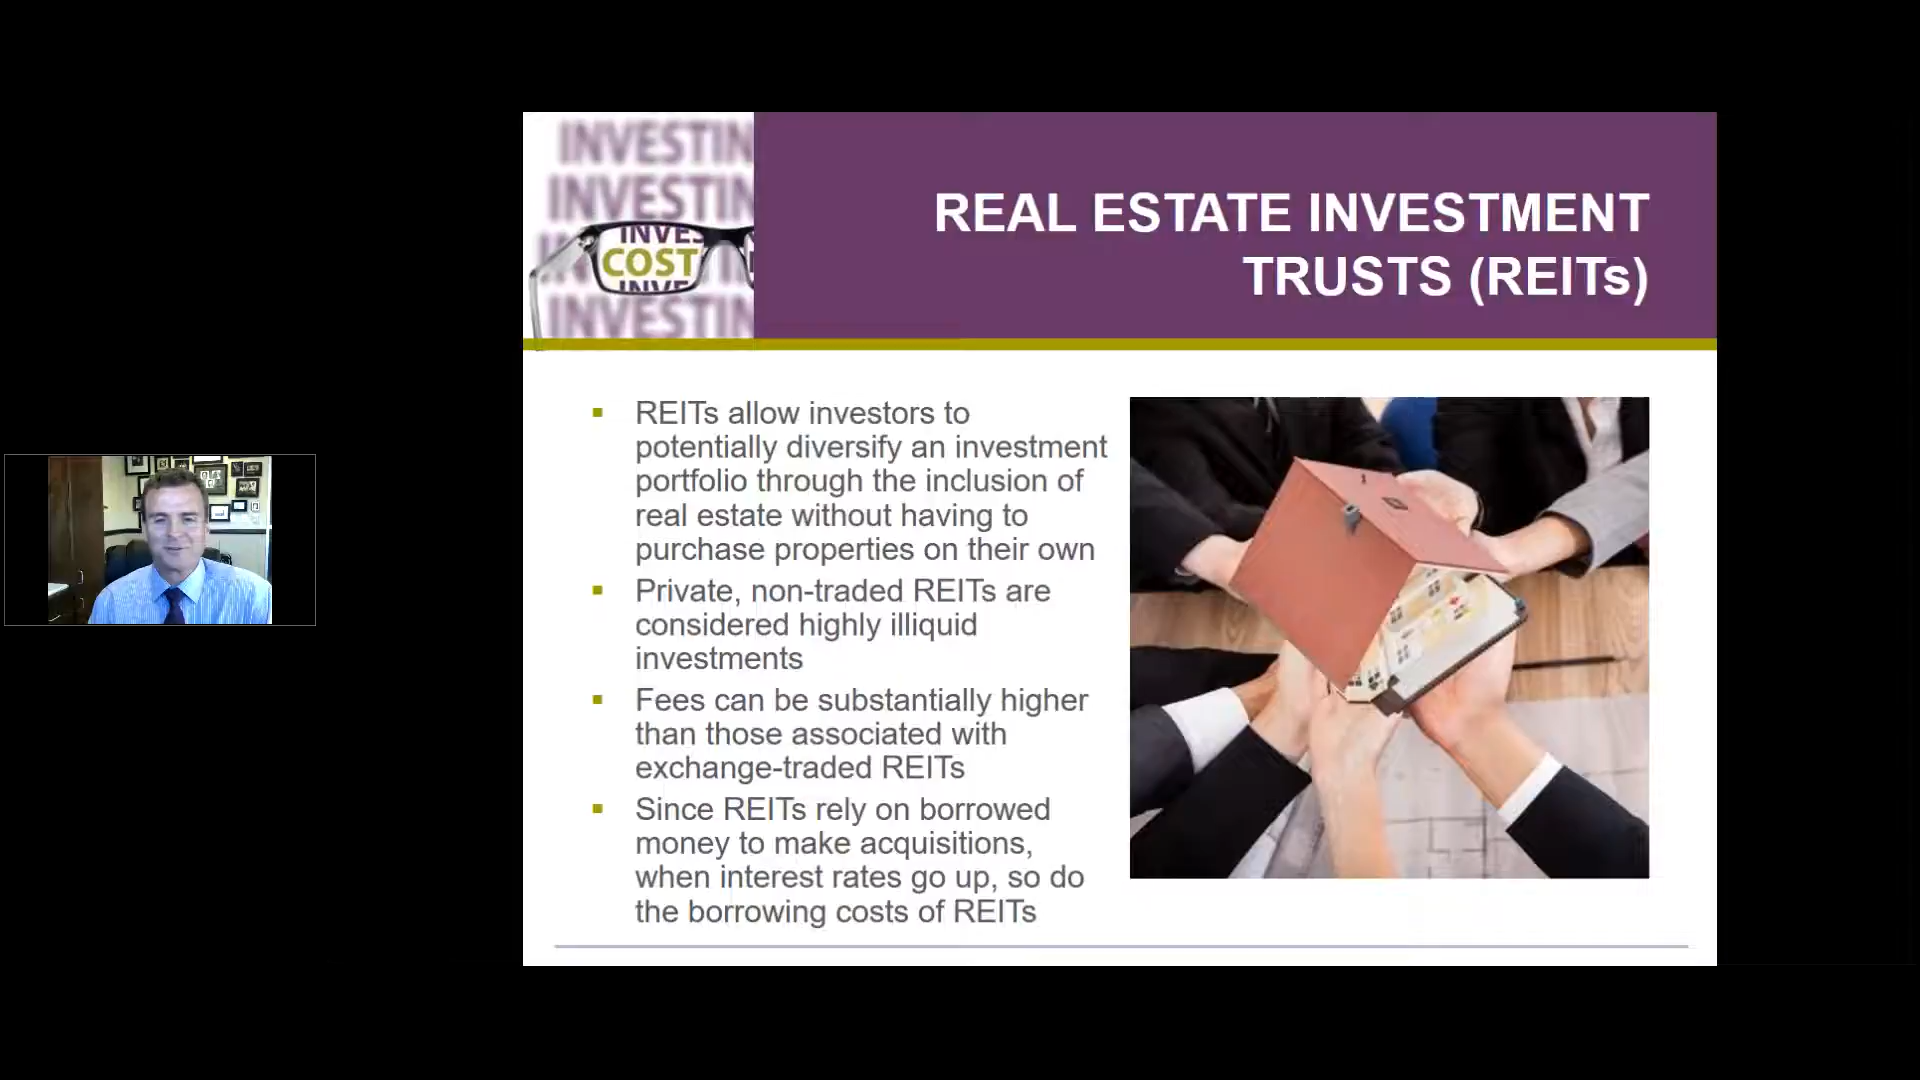 INVESTIN
INVESTIN
INVES
COST
INVE
INVESTIN
REAL ESTATE INVESTMENT
TRUSTS (REITs)
REITs allow investors to
potentially diversify an investment
portfolio through the inclusion of
real estate without having to
purchase properties on their own
Private, non-traded REITs are
considered highly illiquid
investments
Fees can be substantially higher
than those associated with
exchange-traded REITs
Since REITs rely on borrowed
money to make acquisitions,
when interest rates go up, so do
the borrowing costs of REITs